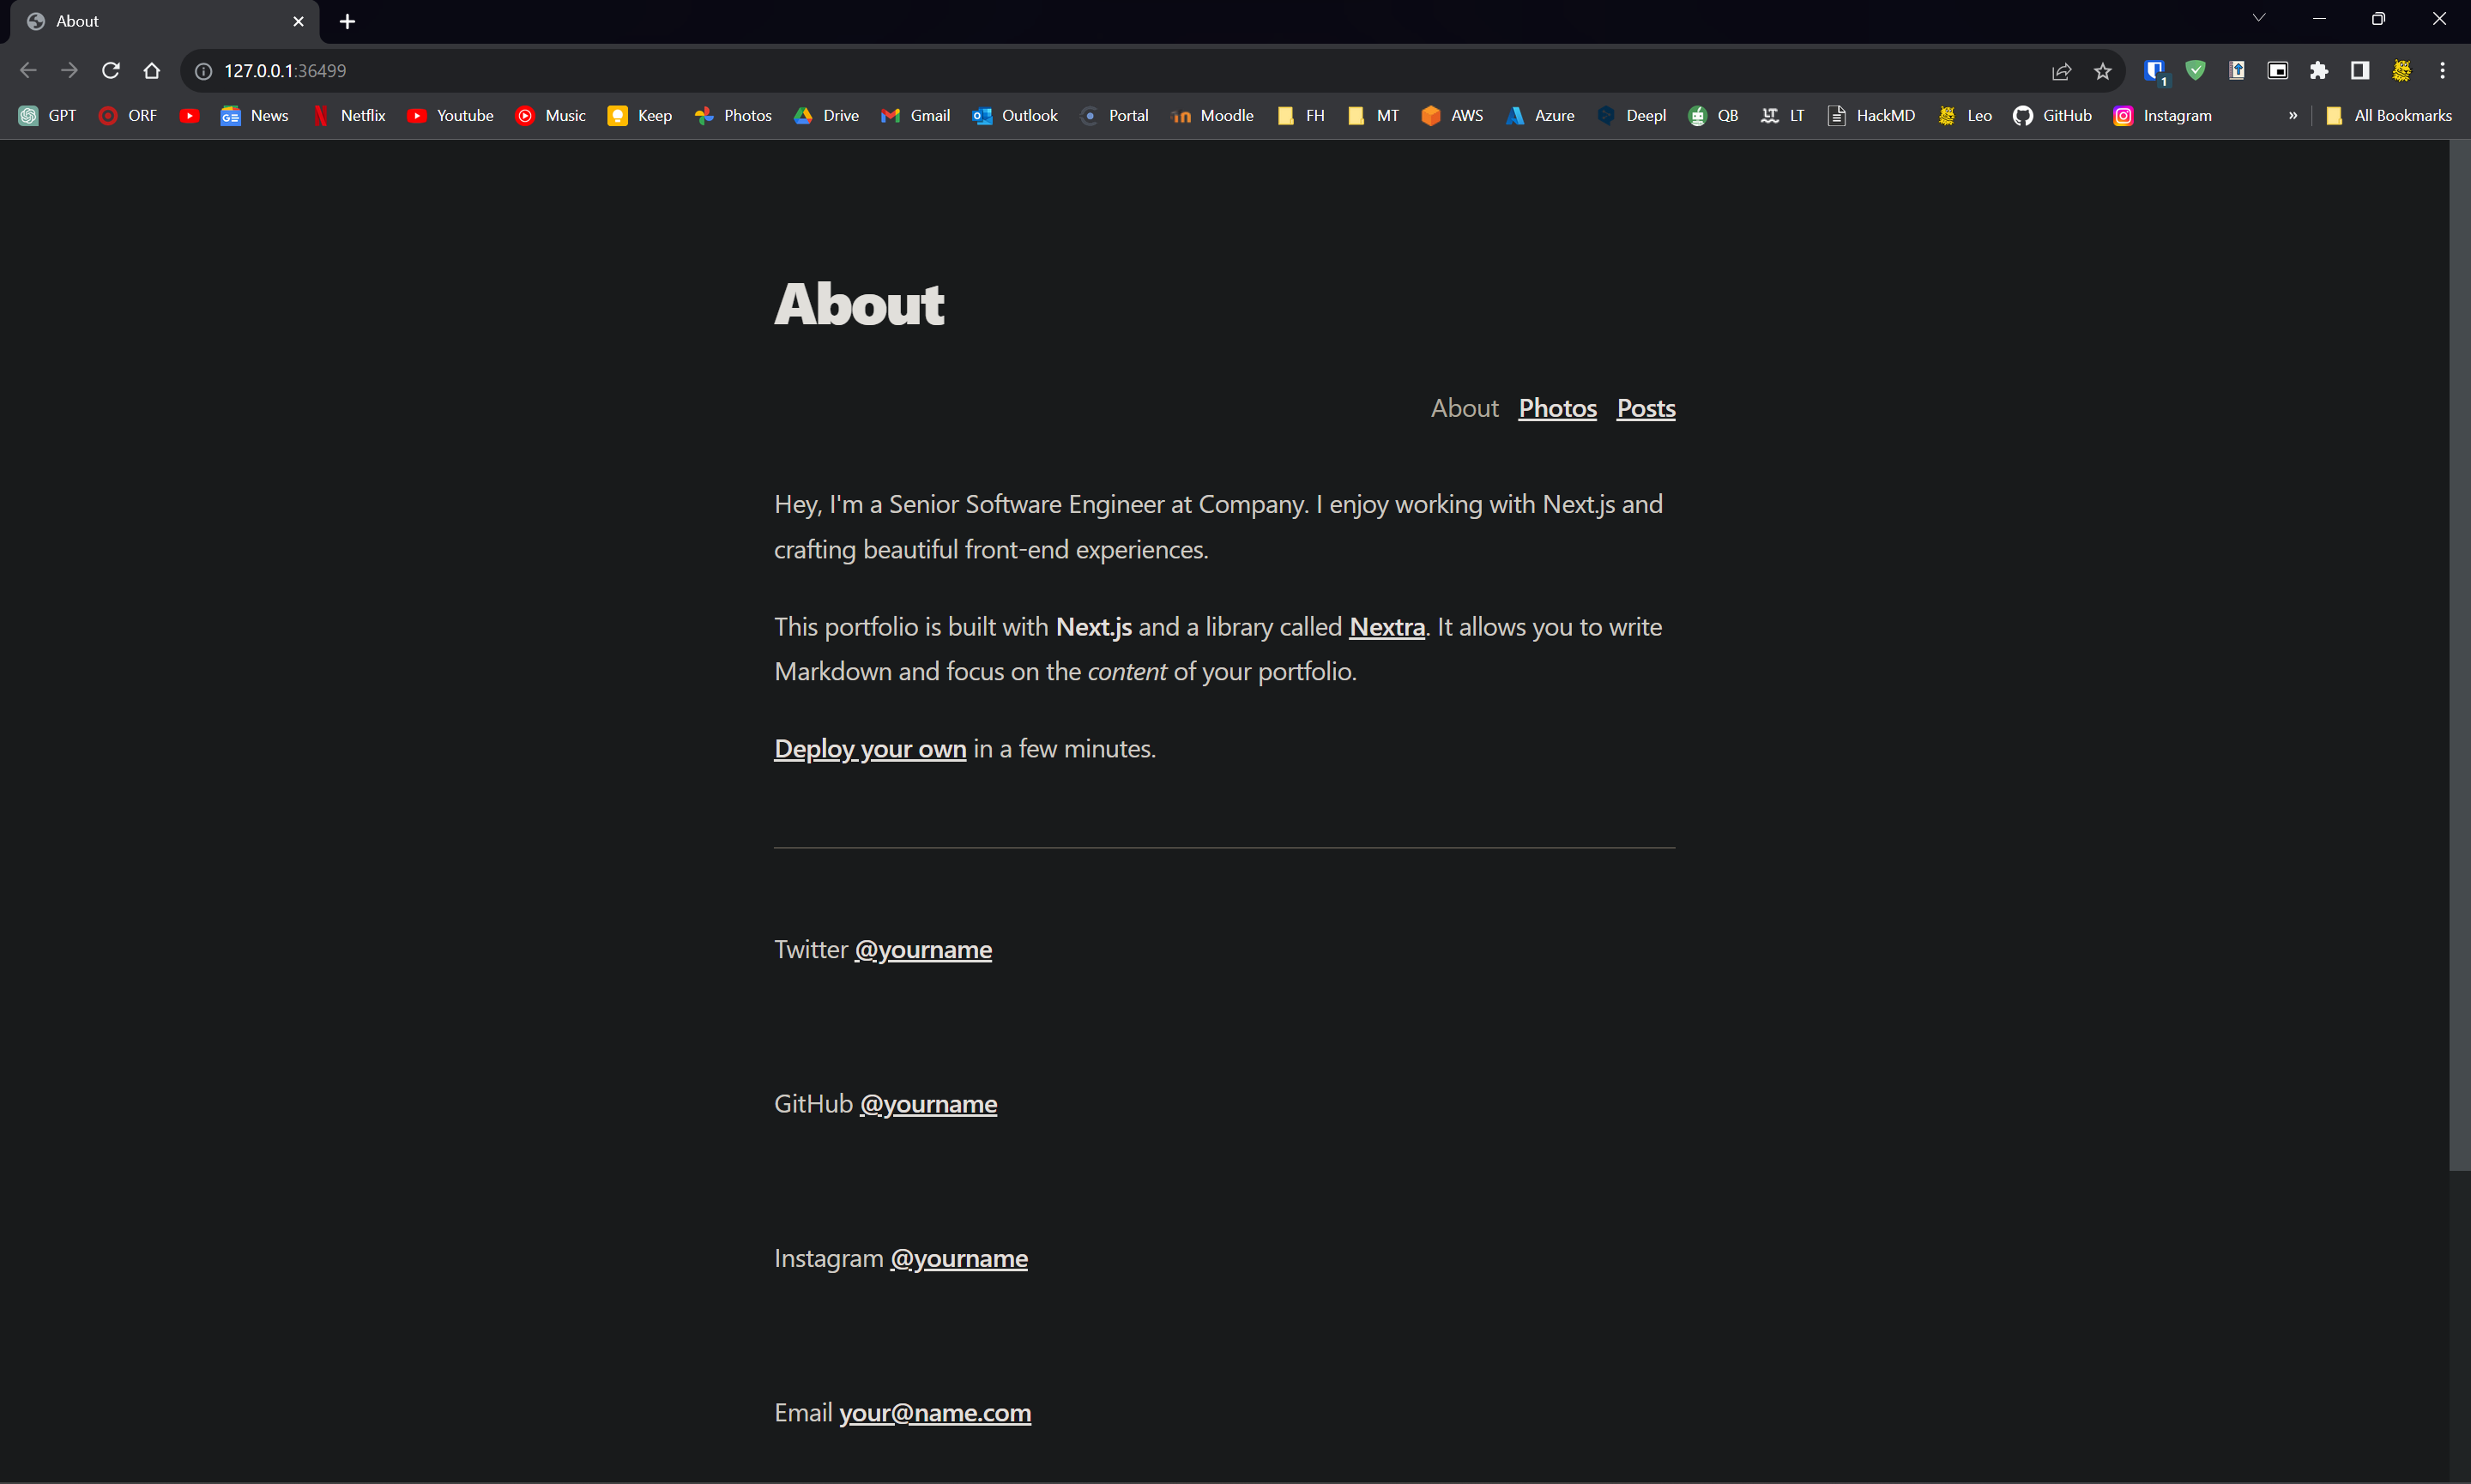 About
127.0.0.1:36499
1
GPT ORF News Netflix Youtube Music Keep Photos Drive Gmail Outlook Portal Moodle FH MT AWS Azure Deepl QB LT HackMD Leo GitHub Instagram » All Bookmarks
About
About Photos Posts
Hey, I'm a Senior Software Engineer at Company. I enjoy working with Next.js and
crafting beautiful front-end experiences.
This portfolio is built with Next.js and a library called Nextra. It allows you to write
Markdown and focus on the content of your portfolio.
Deploy your own in a few minutes.
Twitter @yourname
GitHub @yourname
Instagram @yourname
Email your@name.com